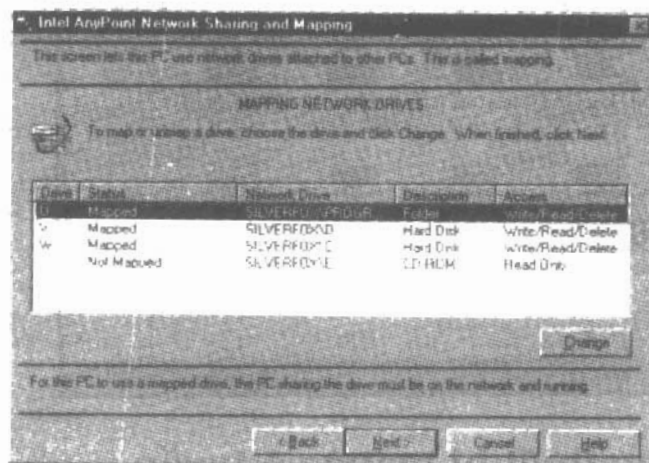 Intel AnyPoint Network Sharing and Mapping
This screen lets this PC use network drives attached to other PCs. This is called mapping.
MAPPING NETWORK DRIVES
To map or unmap a drive, choose the drive and click Change. When finished, click Next.
Drive Status Network Drive Description Access
Mapped Folder Write/Read/Delete
Mapped SILVERFOX\D Hard Disk Write/Read/Delete
W Mapped SILVERFOX\C Hard Disk Write/Read/Delete
Not Mapped SILVERFOX\E CD-ROM Read Only
Change
For this PC to use a mapped drive, the PC sharing the drive must be on the network and running.
< Back Next > Cancel Help